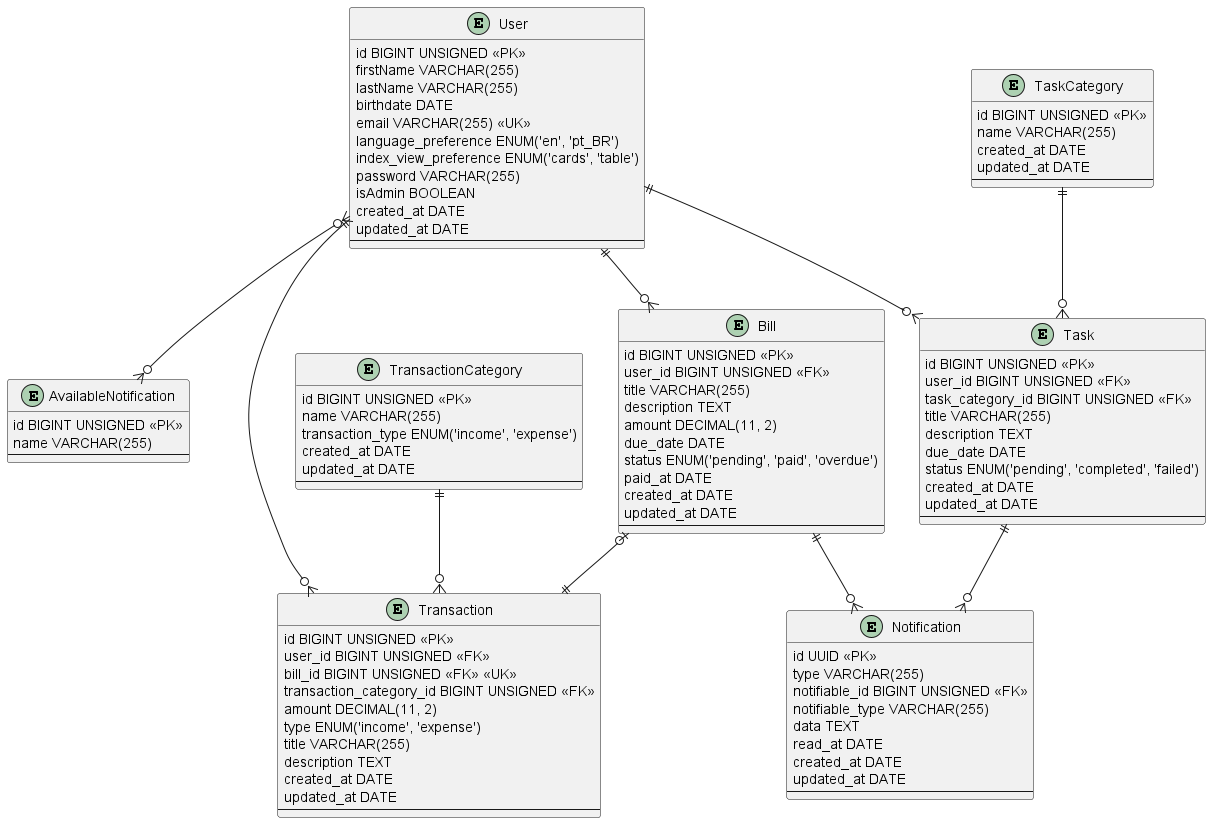 E User
id BIGINT UNSIGNED «PK»
firstName VARCHAR(255)
lastName VARCHAR(255)
birthdate DATE
email VARCHAR(255) «UK»
language_preference ENUM('en', 'pt_BR')
index_view_preference ENUM('cards', 'table')
password VARCHAR(255)
isAdmin BOOLEAN
created_at DATE
updated_at DATE
E TaskCategory
id BIGINT UNSIGNED «PK»
name VARCHAR(255)
created_at DATE
updated_at DATE
E AvailableNotification
id BIGINT UNSIGNED «PK»
name VARCHAR(255)
E TransactionCategory
id BIGINT UNSIGNED «PK»
name VARCHAR(255)
transaction_type ENUM('income', 'expense')
created_at DATE
updated_at DATE
E Bill
id BIGINT UNSIGNED «PK»
user_id BIGINT UNSIGNED «FK»
title VARCHAR(255)
description TEXT
amount DECIMAL(11, 2)
due_date DATE
status ENUM('pending', 'paid', 'overdue')
paid_at DATE
created_at DATE
updated_at DATE
E Task
id BIGINT UNSIGNED «PK»
user_id BIGINT UNSIGNED «FK»
task_category_id BIGINT UNSIGNED «FK»
title VARCHAR(255)
description TEXT
due_date DATE
status ENUM('pending', 'completed', 'failed')
created_at DATE
updated_at DATE
E Transaction
id BIGINT UNSIGNED «PK»
user_id BIGINT UNSIGNED «FK»
bill_id BIGINT UNSIGNED «FK» «UK»
transaction_category_id BIGINT UNSIGNED «FK»
amount DECIMAL(11, 2)
type ENUM('income', 'expense')
title VARCHAR(255)
description TEXT
created_at DATE
updated_at DATE
E Notification
id UUID «PK»
type VARCHAR(255)
notifiable_id BIGINT UNSIGNED «FK»
notifiable_type VARCHAR(255)
data TEXT
read_at DATE
created_at DATE
updated_at DATE